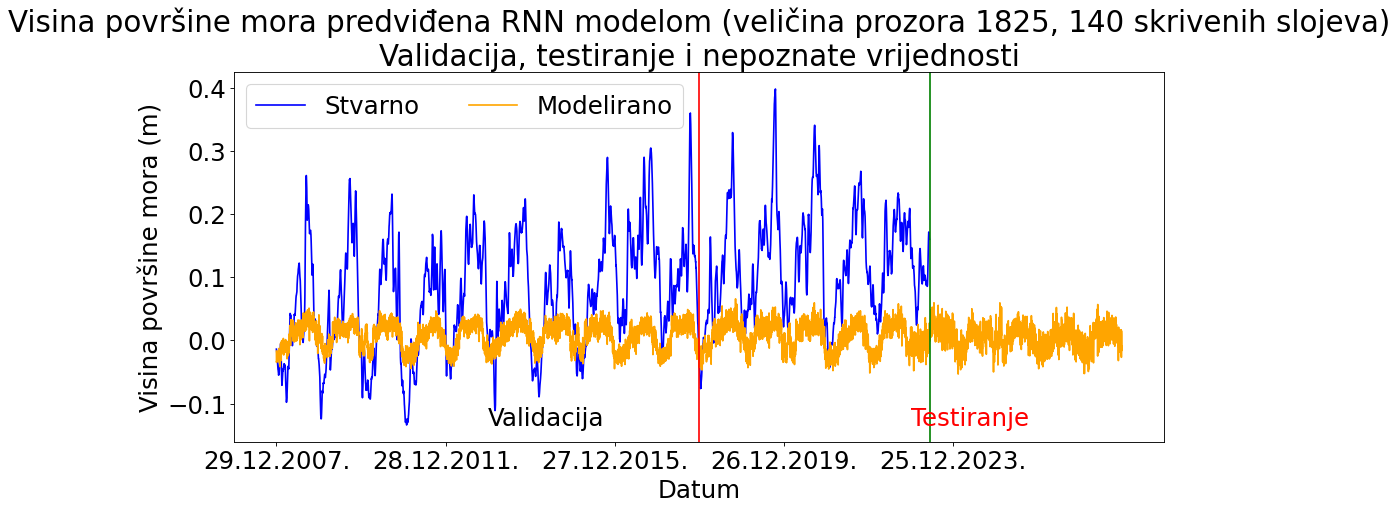 Visina površine mora predviđena RNN modelom (veličina prozora 1825, 140 skrivenih slojeva)
Validacija, testiranje i nepoznate vrijednosti
Stvarno Modelirano
Visina površine mora (m)
0.4
0.3
0.2
0.1
0.0
−0.1
Validacija Testiranje
29.12.2007. 28.12.2011. 27.12.2015. 26.12.2019. 25.12.2023.
Datum